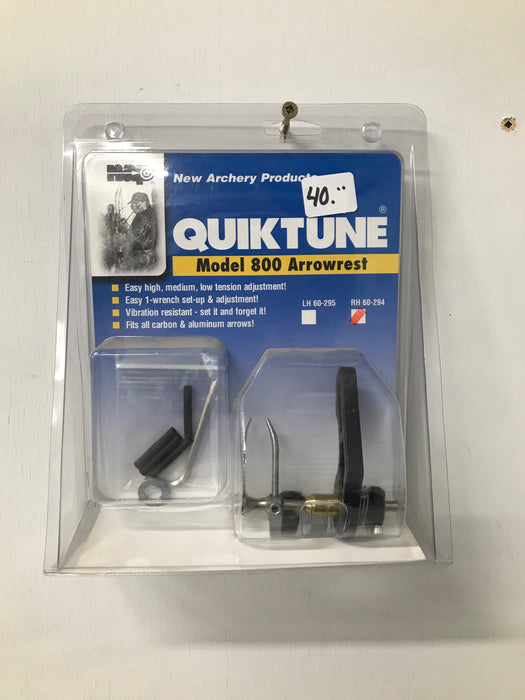 New Archery Products
40.
QUIKTUNE®
Model 800 Arrowrest
Easy high, medium, low tension adjustment!
Easy 1-wrench set-up & adjustment!
Vibration resistant - set it and forget it!
Fits all carbon & aluminum arrows!
LH 60-295
RH 60-294